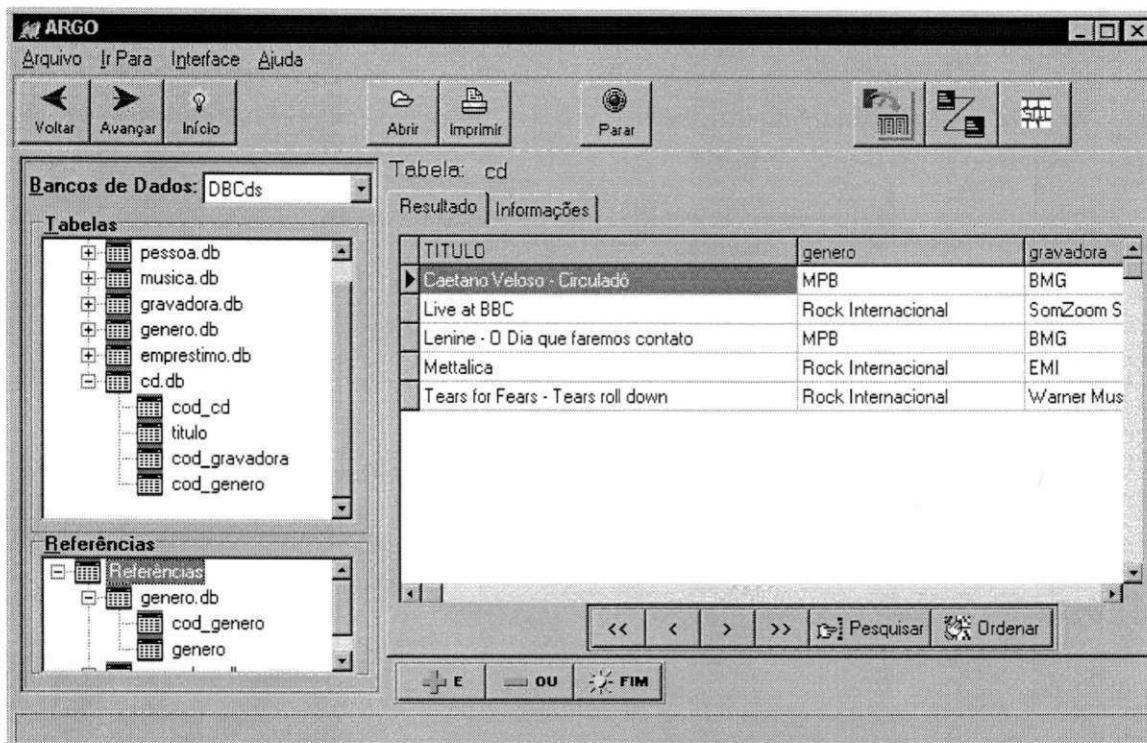 ARGO
Arquivo Ir Para Interface Ajuda
Voltar Avançar Início Abrir Imprimir Parar SQL
Bancos de Dados: DBCds
Tabelas
pessoa.db
musica.db
gravadora.db
genero.db
emprestimo.db
cd.db
cod_cd
titulo
cod_gravadora
cod_genero
Referências
Referências
genero.db
cod_genero
genero
Tabela: cd
Resultado Informações
TITULO genero gravadora
Caetano Veloso - Circuladô MPB BMG
Live at BBC Rock Internacional SomZoom S
Lenine - O Dia que faremos contato MPB BMG
Mettalica Rock Internacional EMI
Tears for Fears - Tears roll down Rock Internacional Warner Mus
<< < > >> Pesquisar Ordenar
E OU FIM